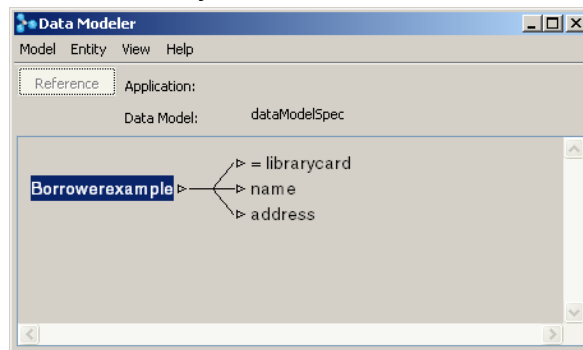 Data Modeler
Model Entity View Help
Reference Application:
Data Model: dataModelSpec
= librarycard
Borrowerexample name
address